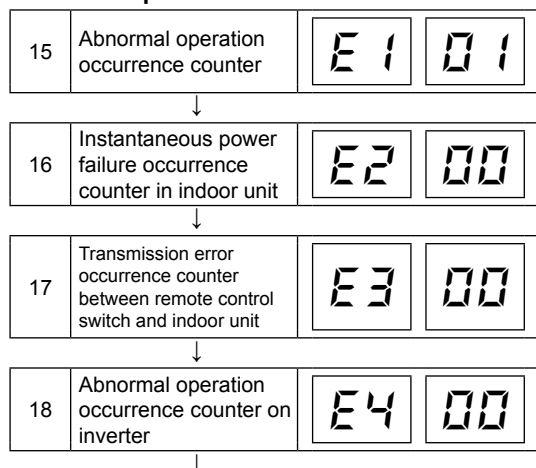 15
Abnormal operation
occurrence counter
E1 01
↓
16
Instantaneous power
failure occurrence
counter in indoor unit
E2 00
↓
17
Transmission error
occurrence counter
between remote control
switch and indoor unit
E3 00
↓
18
Abnormal operation
occurrence counter on
inverter
E4 00